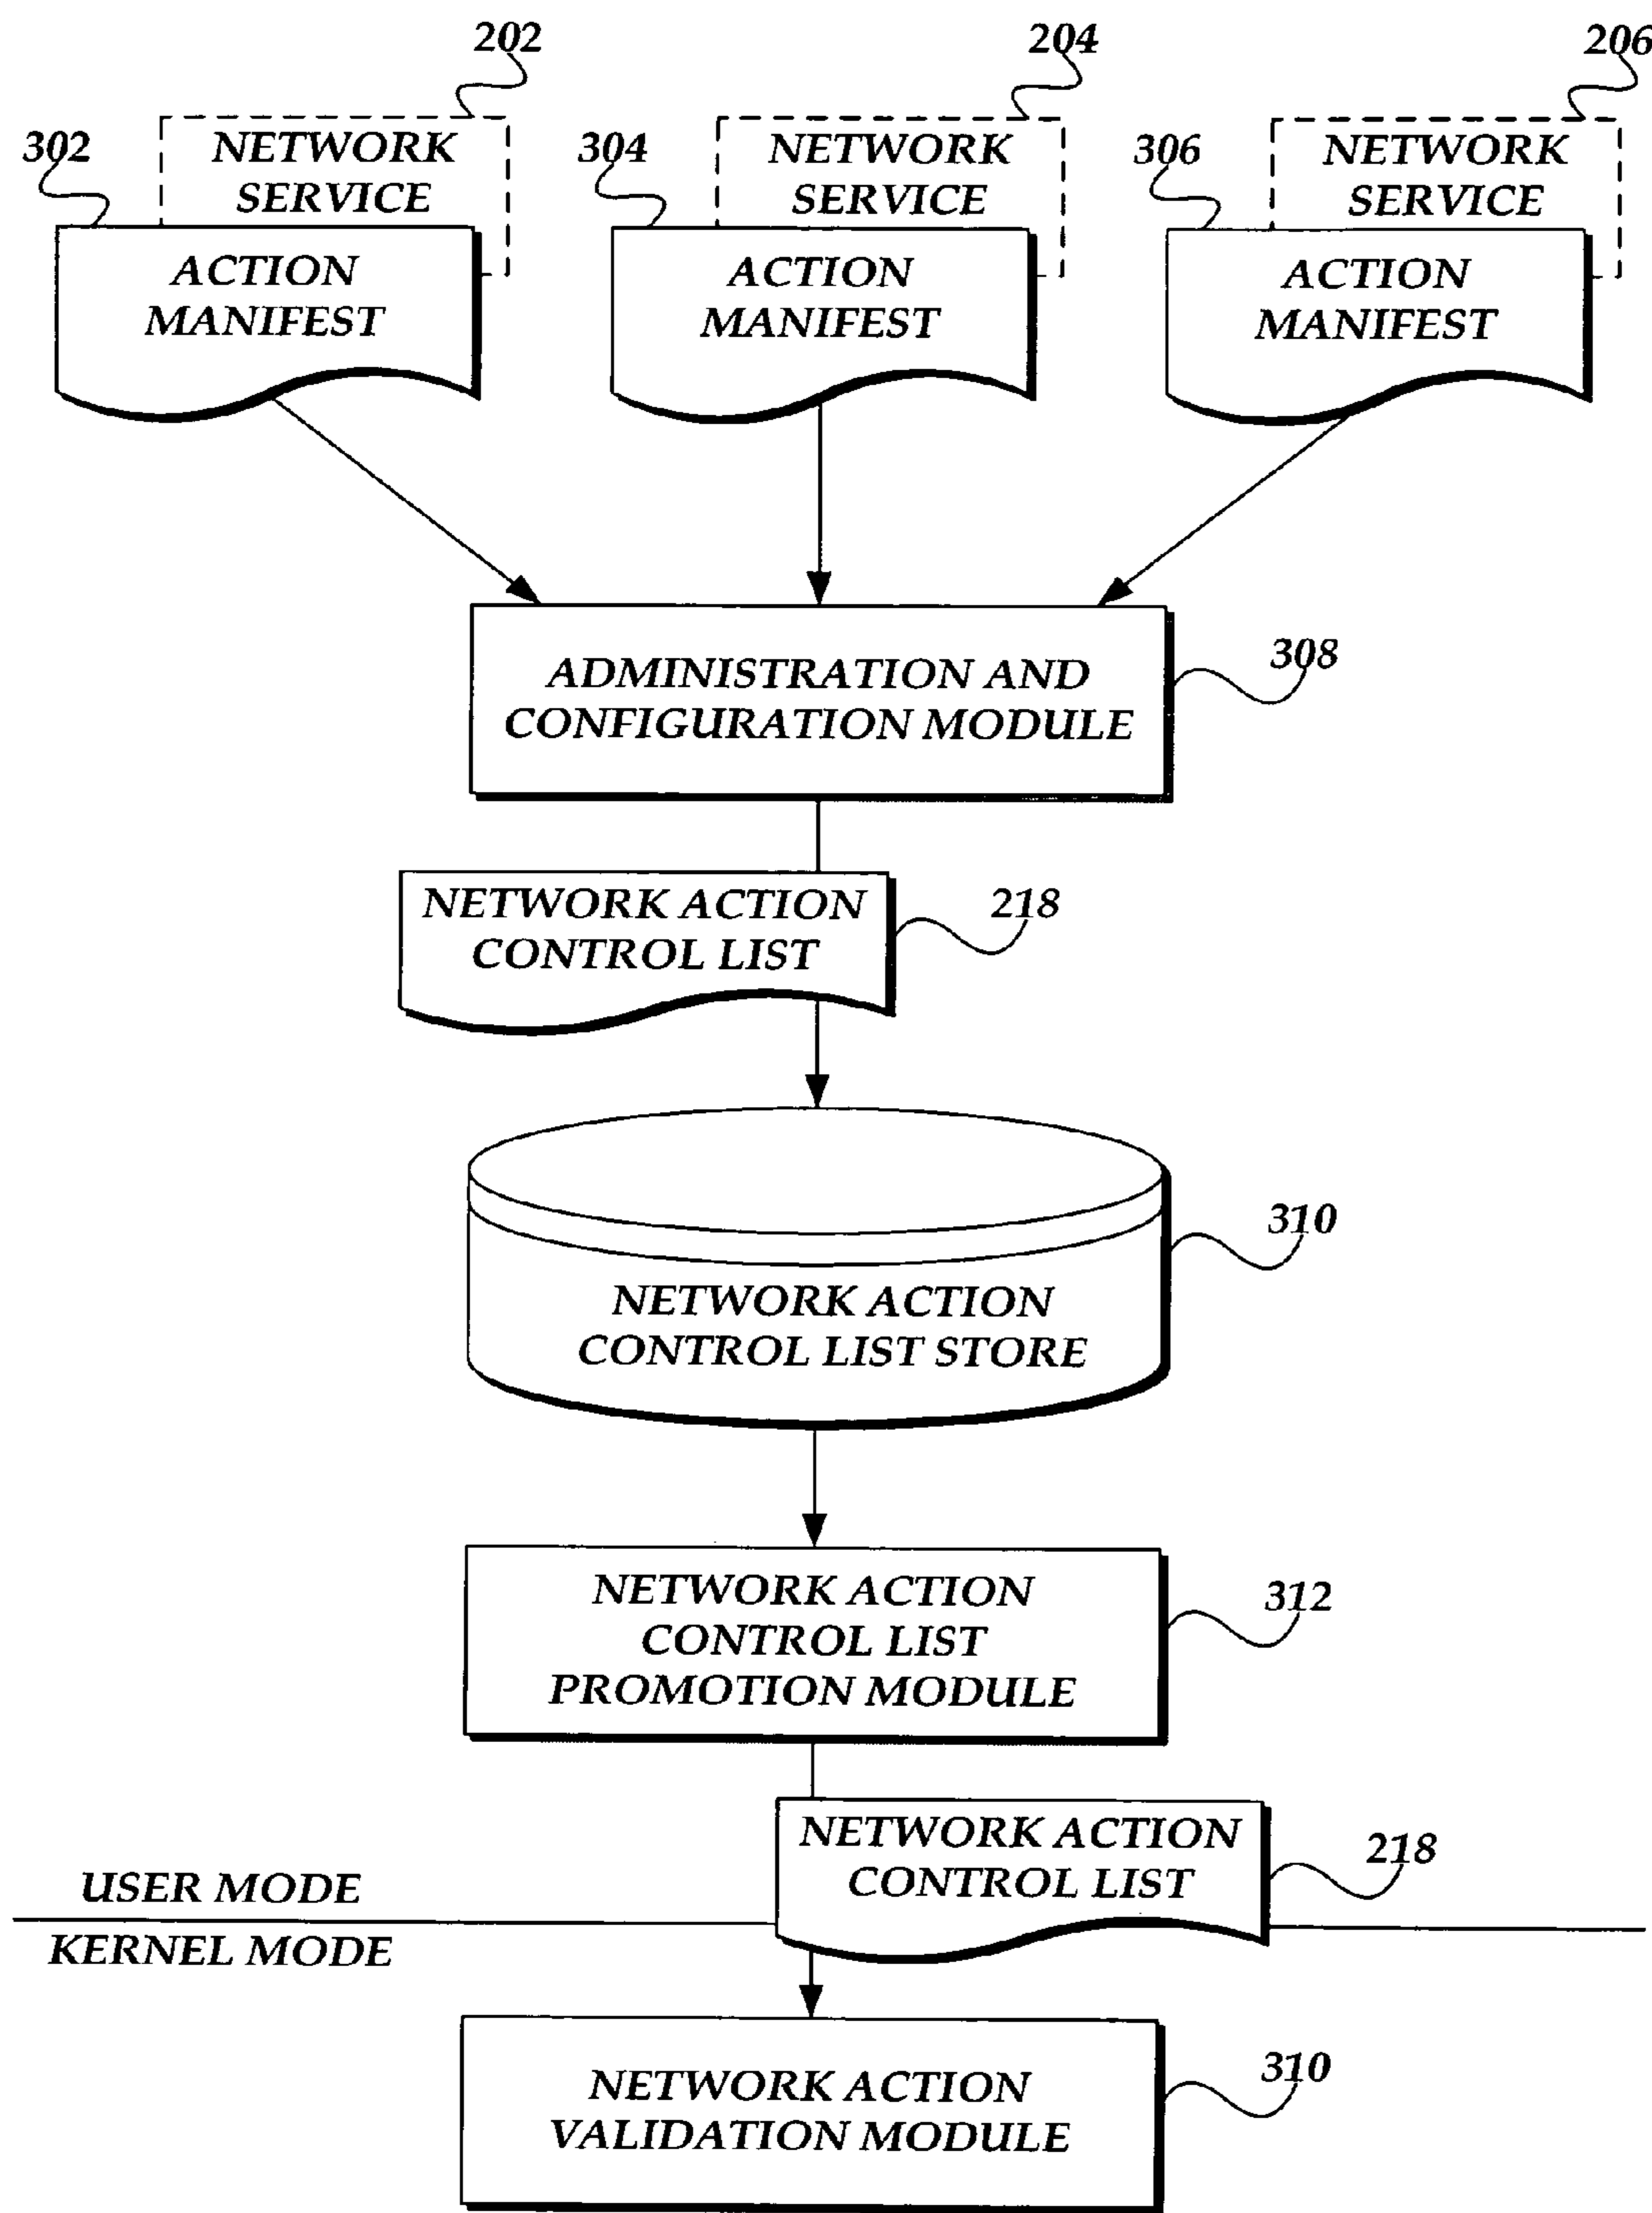 202
204
206
302
NETWORK
SERVICE
304
NETWORK
SERVICE
306
NETWORK
SERVICE
ACTION
MANIFEST
ACTION
MANIFEST
ACTION
MANIFEST
ADMINISTRATION AND
CONFIGURATION MODULE
308
NETWORK ACTION
CONTROL LIST
218
310
NETWORK ACTION
CONTROL LIST STORE
NETWORK ACTION
CONTROL LIST
PROMOTION MODULE
312
NETWORK ACTION
CONTROL LIST
218
USER MODE
KERNEL MODE
NETWORK ACTION
VALIDATION MODULE
310